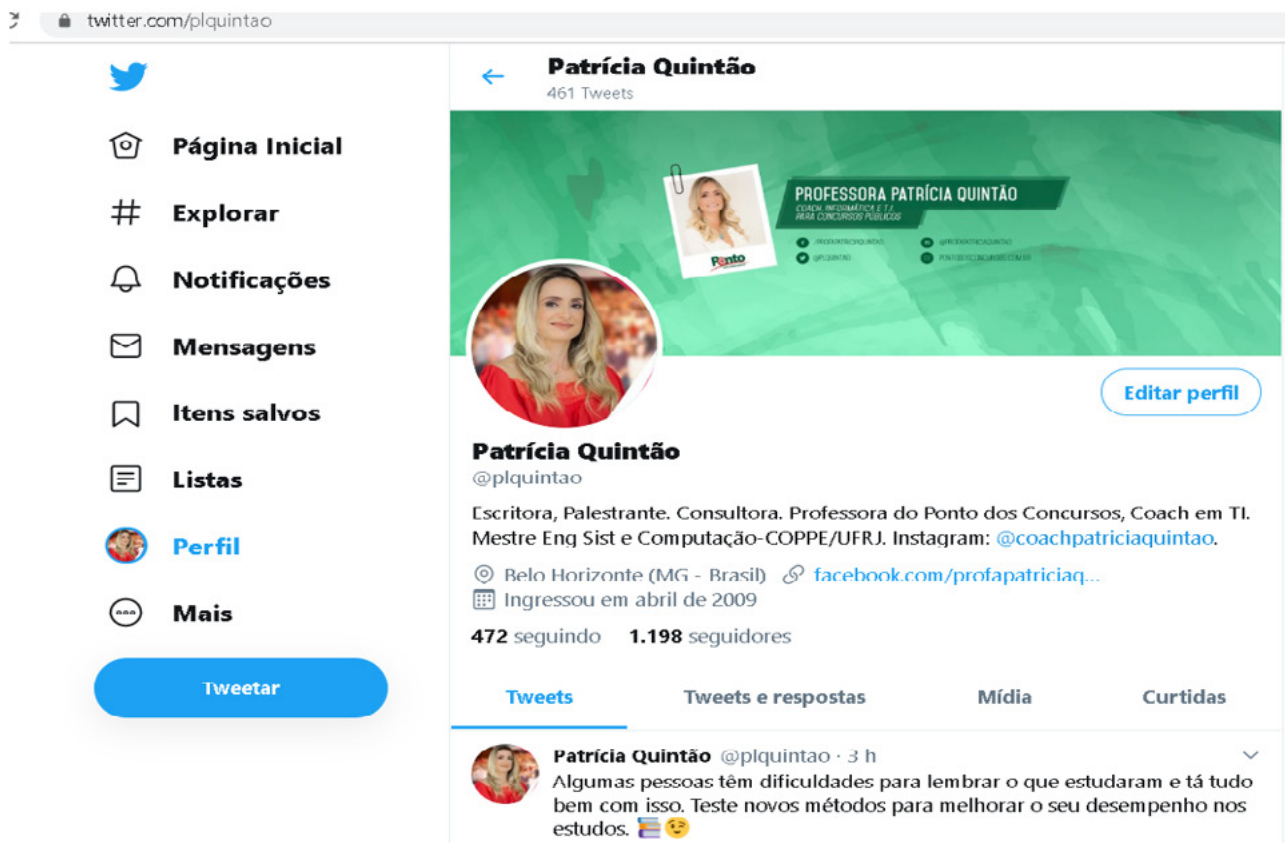 twitter.com/plquintao
Patrícia Quintão
461 Tweets
Página Inicial
Explorar
Notificações
Mensagens
Itens salvos
Listas
Perfil
Mais
Tweetar
PROFESSORA PATRÍCIA QUINTÃO
COACH, INFORMÁTICA E T.I.
PARA CONCURSOS PÚBLICOS
@PLQUINTAO
Ponto
Editar perfil
Patrícia Quintão
@plquintao
Escritora, Palestrante. Consultora. Professora do Ponto dos Concursos, Coach em TI.
Mestre Eng Sist e Computação-COPPE/UFRJ. Instagram: @coachpatriciaquintao.
Belo Horizonte (MG - Brasil) facebook.com/profapatriciaq...
Ingressou em abril de 2009
472 seguindo 1.198 seguidores
Tweets Tweets e respostas Mídia Curtidas
Patrícia Quintão @plquintao · 3 h
Algumas pessoas têm dificuldades para lembrar o que estudaram e tá tudo
bem com isso. Teste novos métodos para melhorar o seu desempenho nos
estudos. 📚😉